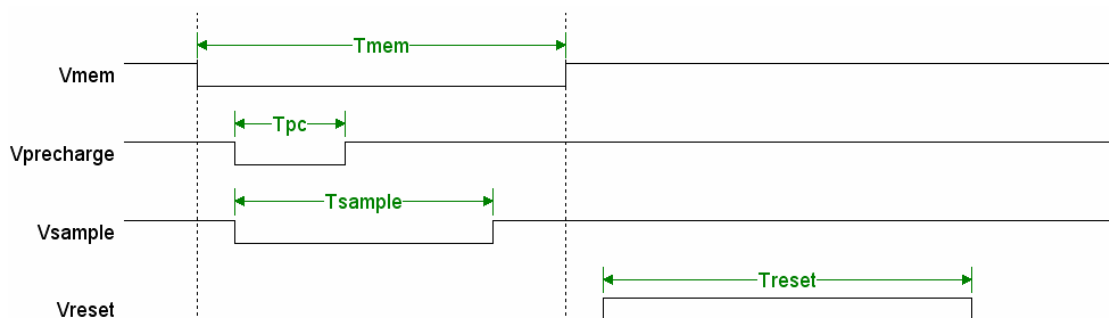 Tmem
Vmem
Tpc
Vprecharge
Tsample
Vsample
Treset
Vreset